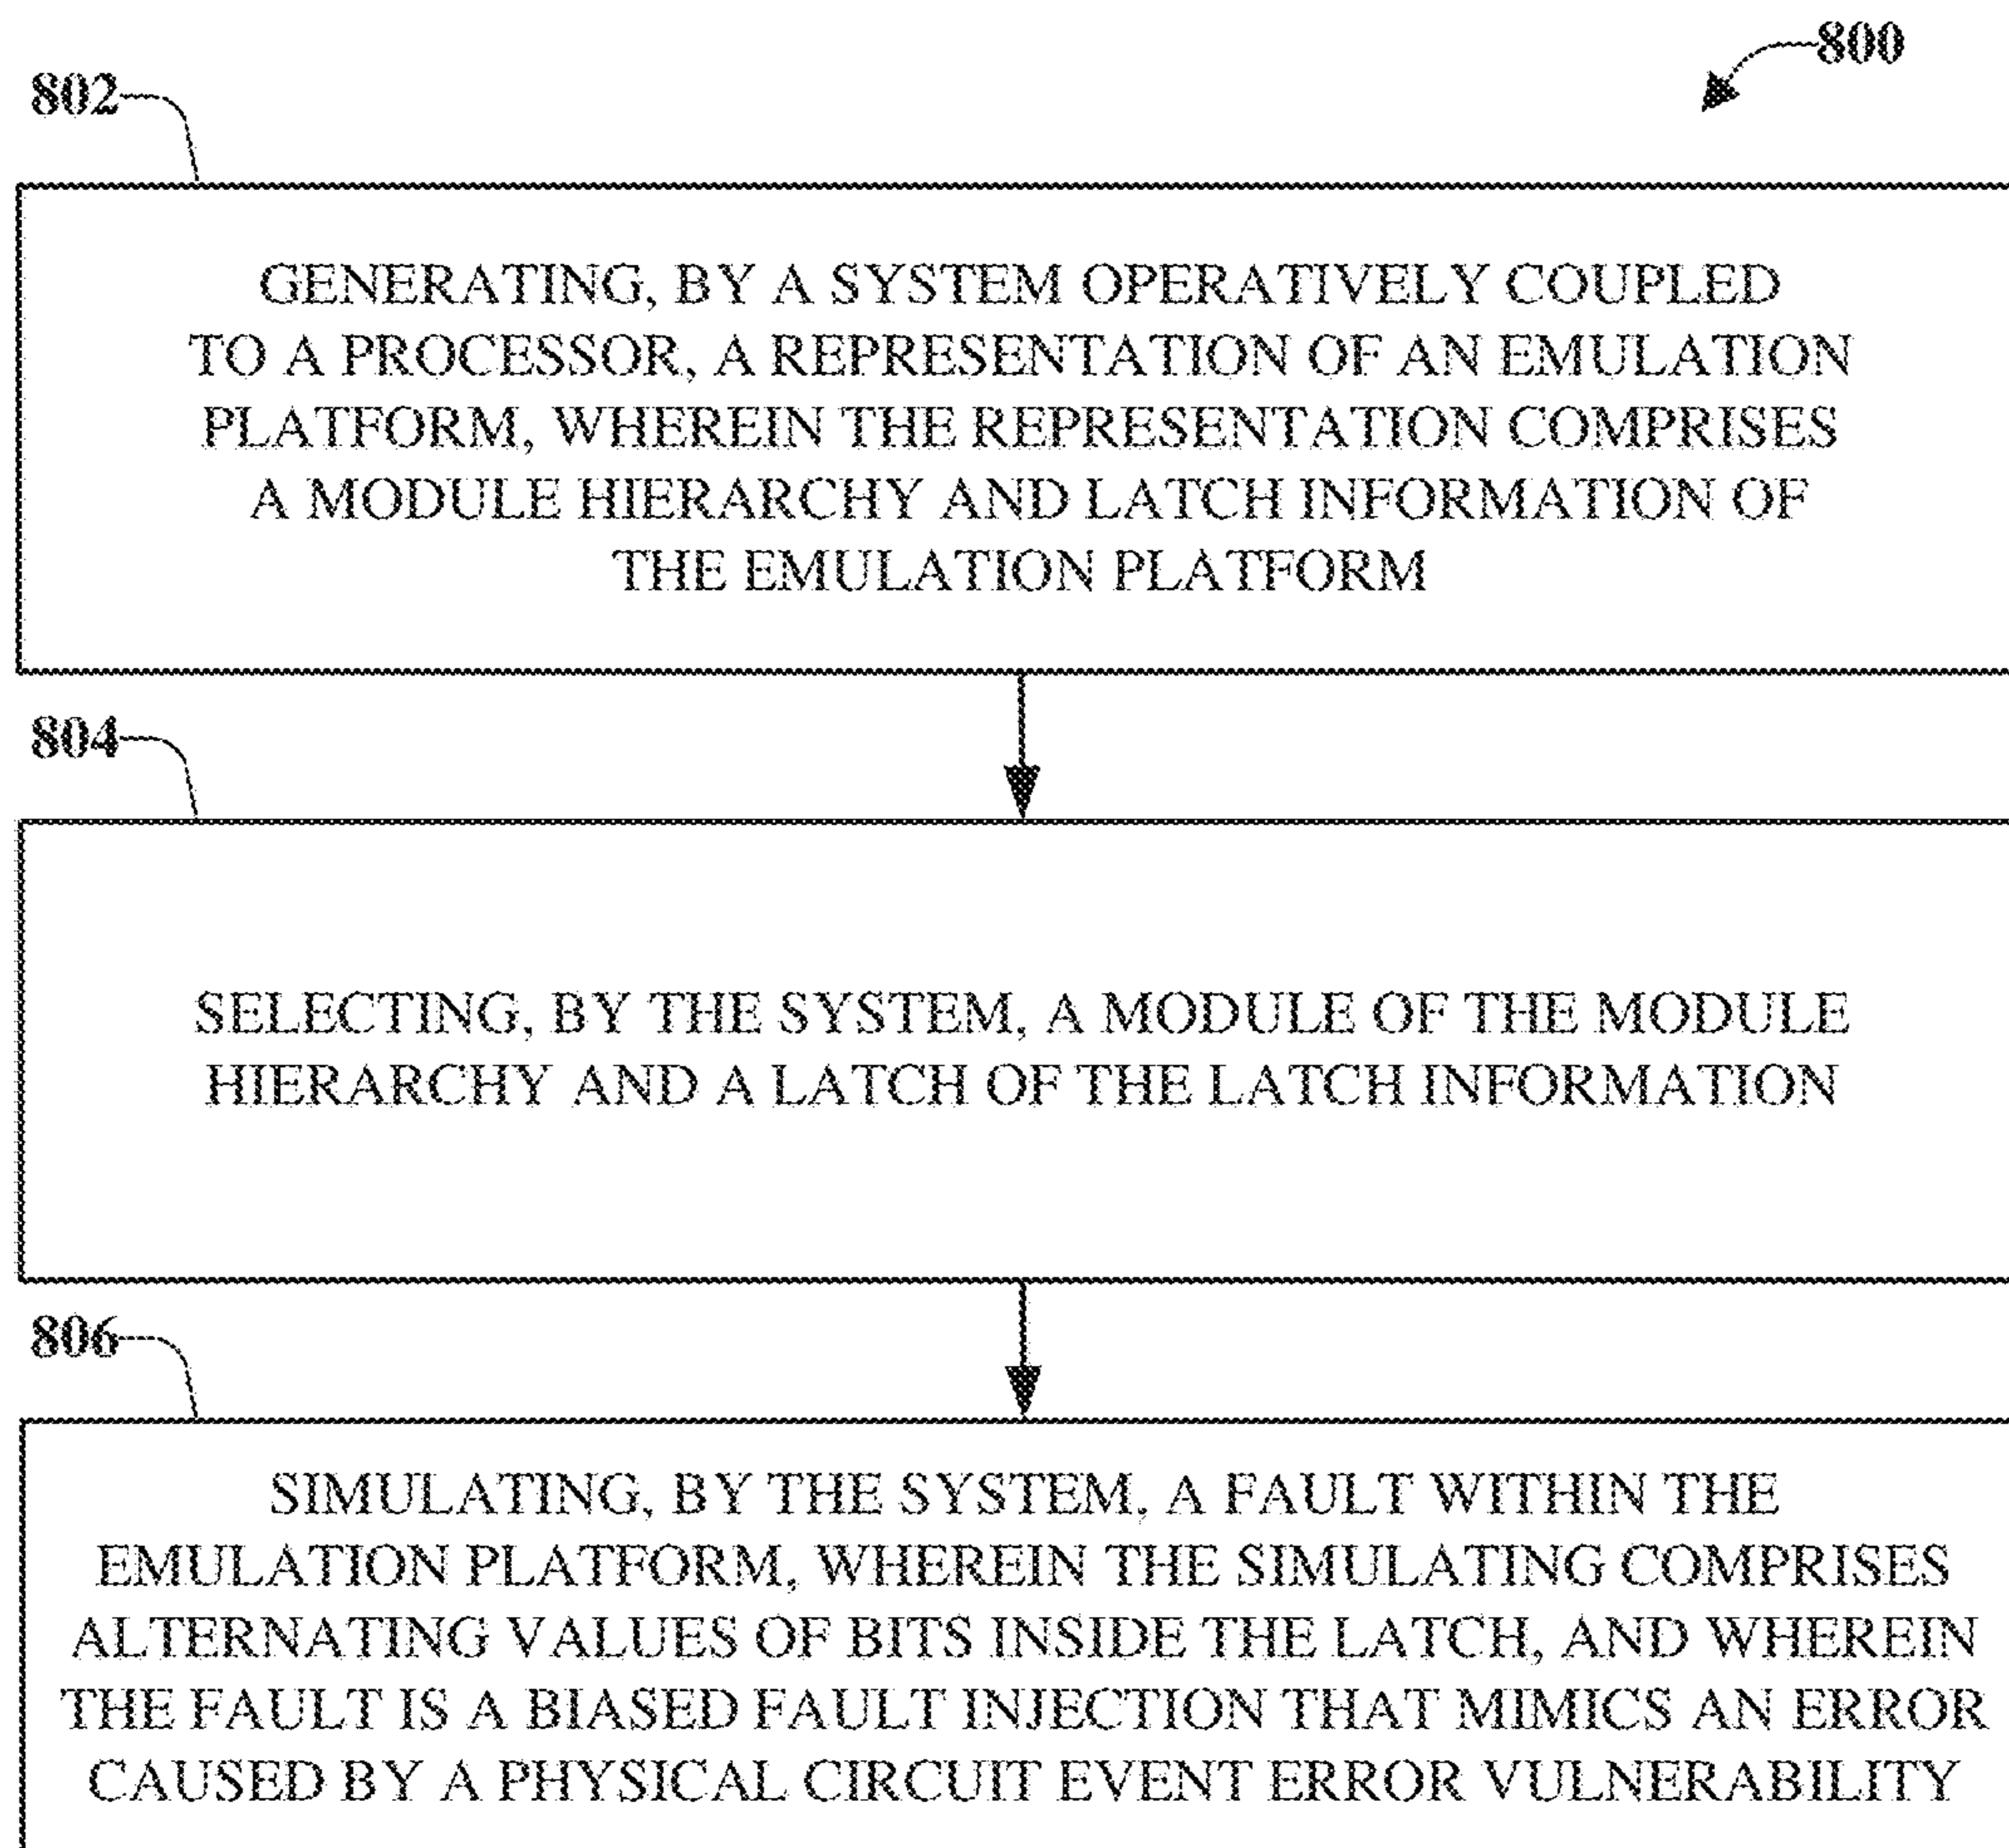 800
802
GENERATING, BY A SYSTEM OPERATIVELY COUPLED
TO A PROCESSOR, A REPRESENTATION OF AN EMULATION
PLATFORM, WHEREIN THE REPRESENTATION COMPRISES
A MODULE HIERARCHY AND LATCH INFORMATION OF
THE EMULATION PLATFORM
804
SELECTING, BY THE SYSTEM, A MODULE OF THE MODULE
HIERARCHY AND A LATCH OF THE LATCH INFORMATION
806
SIMULATING, BY THE SYSTEM, A FAULT WITHIN THE
EMULATION PLATFORM, WHEREIN THE SIMULATING COMPRISES
ALTERNATING VALUES OF BITS INSIDE THE LATCH, AND WHEREIN
THE FAULT IS A BIASED FAULT INJECTION THAT MIMICS AN ERROR
CAUSED BY A PHYSICAL CIRCUIT EVENT ERROR VULNERABILITY